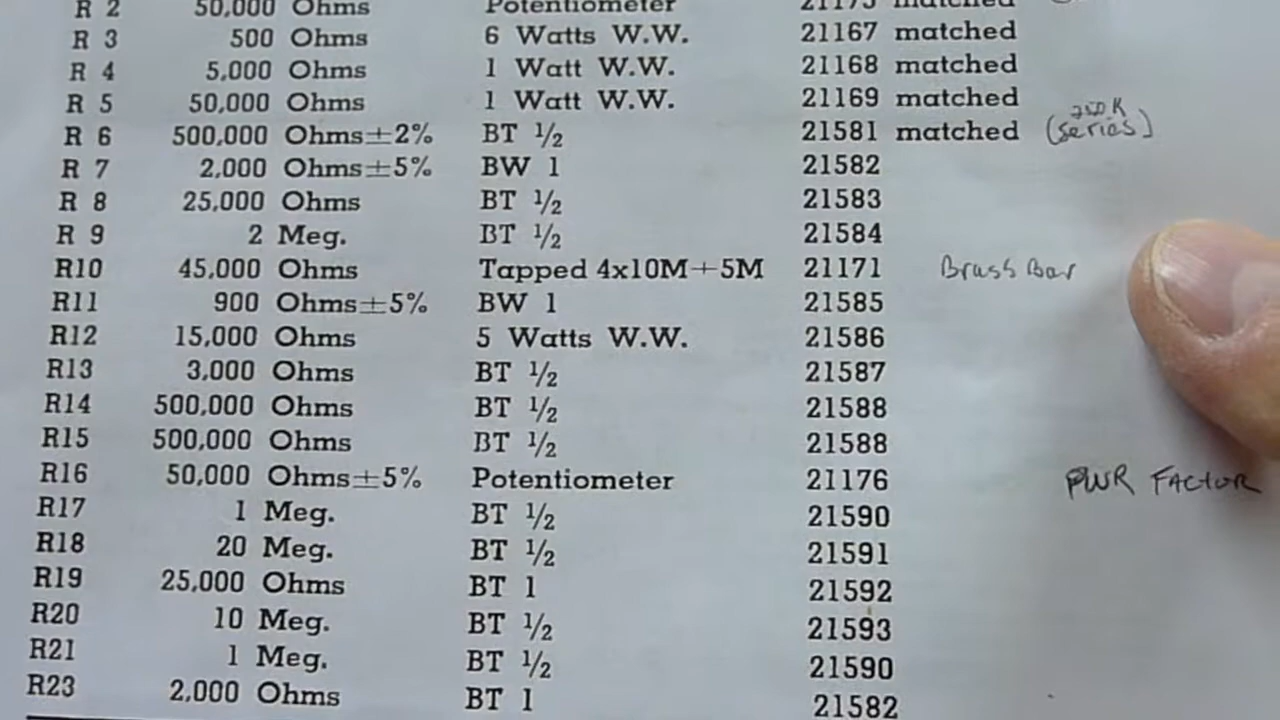 R 2 50,000 Ohms Potentiometer 21175 matched
R 3 500 Ohms 6 Watts W.W. 21167 matched
R 4 5,000 Ohms 1 Watt W.W. 21168 matched
R 5 50,000 Ohms 1 Watt W.W. 21169 matched
250K
R 6 500,000 Ohms±2% BT ½ 21581 matched (series)
R 7 2,000 Ohms±5% BW 1 21582
R 8 25,000 Ohms BT ½ 21583
R 9 2 Meg. BT ½ 21584
R10 45,000 Ohms Tapped 4x10M+5M 21171 Brass Bar
R11 900 Ohms±5% BW 1 21585
R12 15,000 Ohms 5 Watts W.W. 21586
R13 3,000 Ohms BT ½ 21587
R14 500,000 Ohms BT ½ 21588
R15 500,000 Ohms BT ½ 21588
R16 50,000 Ohms±5% Potentiometer 21176 PWR FACTOR
R17 1 Meg. BT ½ 21590
R18 20 Meg. BT ½ 21591
R19 25,000 Ohms BT 1 21592
R20 10 Meg. BT ½ 21593
R21 1 Meg. BT ½ 21590
R23 2,000 Ohms BT 1 21582